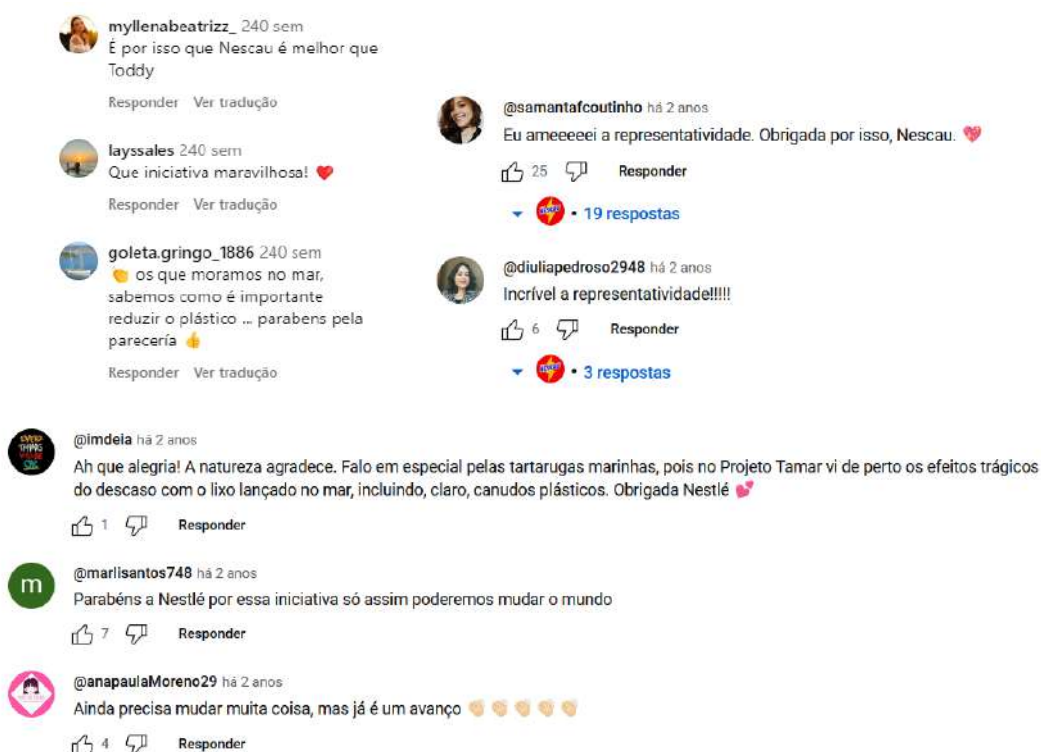 myllenabeatrizz_ 240 sem
É por isso que Nescau é melhor que
Toddy
Responder Ver tradução
layssales 240 sem
Que iniciativa maravilhosa! ❤️
Responder Ver tradução
goleta.gringo_1886 240 sem
👏 os que moramos no mar,
sabemos como é importante
reduzir o plástico ... parabens pela
parecería 👍
Responder Ver tradução
@samantafcoutinho há 2 anos
Eu ameeeeei a representatividade. Obrigada por isso, Nescau. 💖
25 Responder
• 19 respostas
@diuliapedroso2948 há 2 anos
Incrível a representatividade!!!!!
6 Responder
• 3 respostas
@imdeia há 2 anos
Ah que alegria! A natureza agradece. Falo em especial pelas tartarugas marinhas, pois no Projeto Tamar vi de perto os efeitos trágicos
do descaso com o lixo lançado no mar, incluindo, claro, canudos plásticos. Obrigada Nestlé 💕
1 Responder
m
@marlisantos748 há 2 anos
Parabéns a Nestlé por essa iniciativa só assim poderemos mudar o mundo
7 Responder
@anapaulaMoreno29 há 2 anos
Ainda precisa mudar muita coisa, mas já é um avanço 👏🏻👏🏻👏🏻👏🏻👏🏻
4 Responder